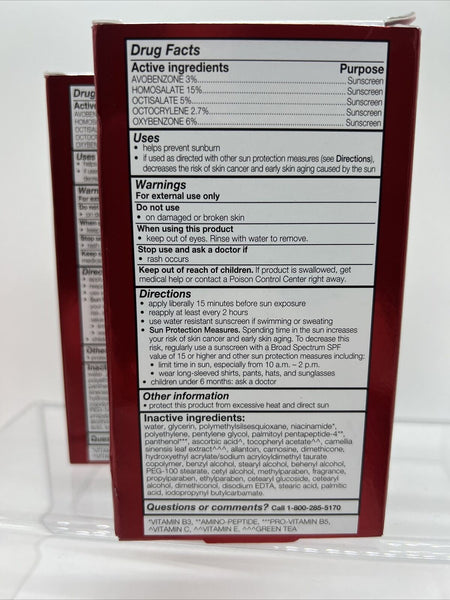 Drug Facts
Active ingredients Purpose
AVOBENZONE 3%........ Sunscreen
HOMOSALATE 15%........ Sunscreen
OCTISALATE 5%........ Sunscreen
OCTOCRYLENE 2.7%........ Sunscreen
OXYBENZONE 6%........ Sunscreen
Uses
• helps prevent sunburn
• if used as directed with other sun protection measures (see Directions),
decreases the risk of skin cancer and early skin aging caused by the sun
Warnings
For external use only
Do not use
• on damaged or broken skin
When using this product
• keep out of eyes. Rinse with water to remove.
Stop use and ask a doctor if
• rash occurs
Keep out of reach of children. If product is swallowed, get
medical help or contact a Poison Control Center right away.
Directions
• apply liberally 15 minutes before sun exposure
• reapply at least every 2 hours
• use water resistant sunscreen if swimming or sweating
• Sun Protection Measures. Spending time in the sun increases
your risk of skin cancer and early skin aging. To decrease this
risk, regularly use a sunscreen with a Broad Spectrum SPF
value of 15 or higher and other sun protection measures including:
• limit time in sun, especially from 10 a.m. – 2 p.m.
• wear long-sleeved shirts, pants, hats, and sunglasses
• children under 6 months: ask a doctor
Other information
• protect this product from excessive heat and direct sun
Inactive ingredients:
water, glycerin, polymethylsilsesquioxane, niacinamide*,
polyethylene, pentylene glycol, palmitoyl pentapeptide-4**,
panthenol***, ascorbic acid^, tocopheryl acetate^^, camellia
sinensis leaf extract^^^, allantoin, carnosine, dimethicone,
hydroxyethyl acrylate/sodium acryloyldimethyl taurate
copolymer, benzyl alcohol, stearyl alcohol, behenyl alcohol,
PEG-100 stearate, cetyl alcohol, methylparaben, fragrance,
propylparaben, ethylparaben, cetearyl glucoside, cetearyl
alcohol, dimethiconol, disodium EDTA, stearic acid, palmitic
acid, iodopropynyl butylcarbamate.
Questions or comments? Call 1-800-285-5170
*VITAMIN B3, **AMINO-PEPTIDE, ***PRO-VITAMIN B5,
^VITAMIN C, ^^VITAMIN E, ^^^GREEN TEA
Drug
Active
Uses
Warnings